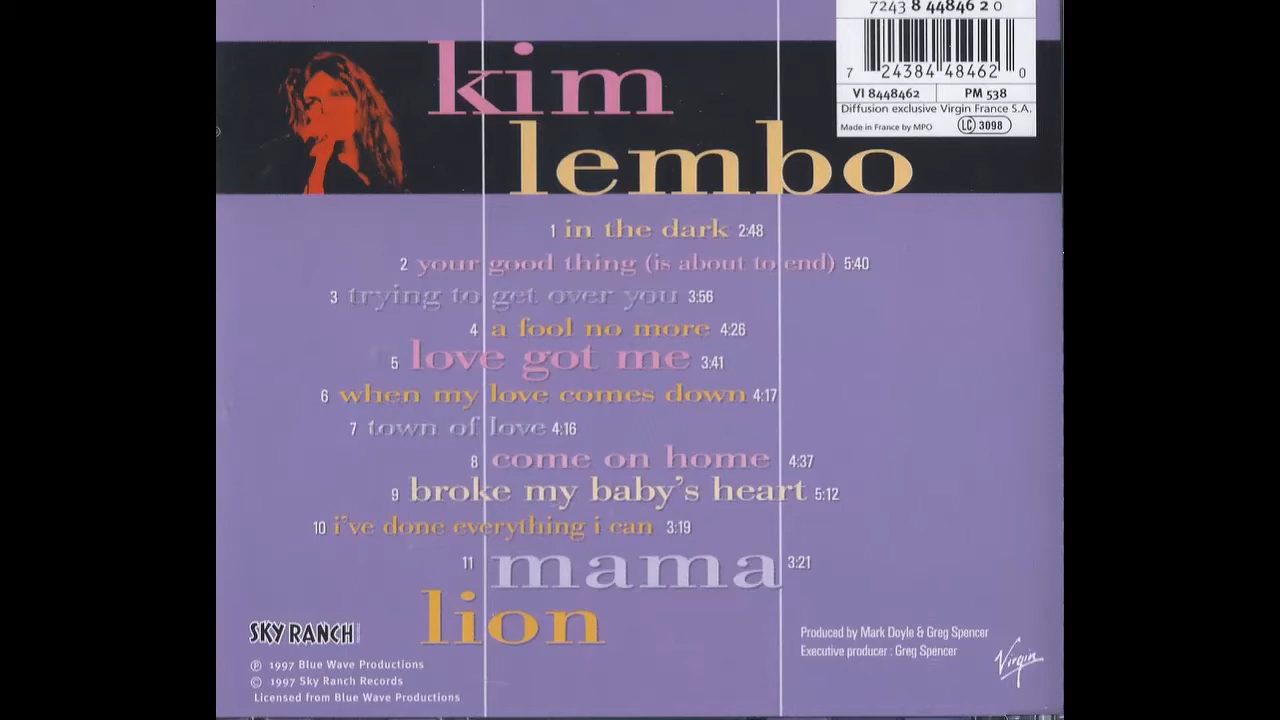 7243 8 44846 2 0
7 24384 48462 0
VI 8448462 PM 538
Diffusion exclusive Virgin France S.A.
Made in France by MPO LC 3098
kim
lembo
1 in the dark 2:48
2 your good thing (is about to end) 5:40
3 trying to get over you 3:56
4 a fool no more 4:26
5 love got me 3:41
6 when my love comes down 4:17
7 town of love 4:16
8 come on home 4:37
9 broke my baby's heart 5:12
10 i've done everything i can 3:19
11 mama 3:21
lion
SKY RANCH
℗ 1997 Blue Wave Productions
© 1997 Sky Ranch Records
Licensed from Blue Wave Productions
Produced by Mark Doyle & Greg Spencer
Executive producer : Greg Spencer
Virgin